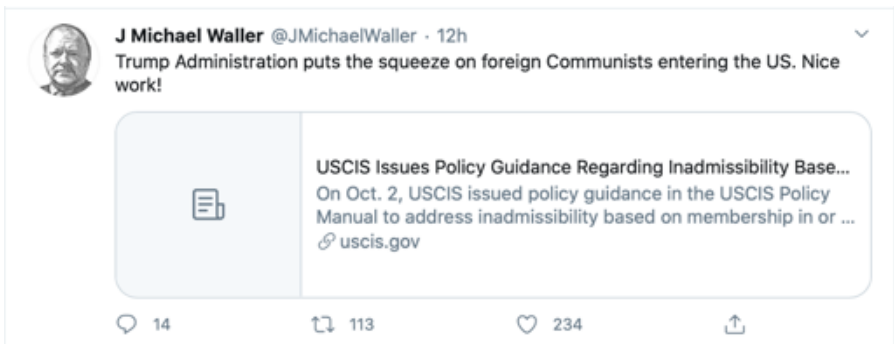 J Michael Waller @JMichaelWaller · 12h
Trump Administration puts the squeeze on foreign Communists entering the US. Nice
work!
USCIS Issues Policy Guidance Regarding Inadmissibility Base...
On Oct. 2, USCIS issued policy guidance in the USCIS Policy
Manual to address inadmissibility based on membership in or ...
uscis.gov
14 113 234